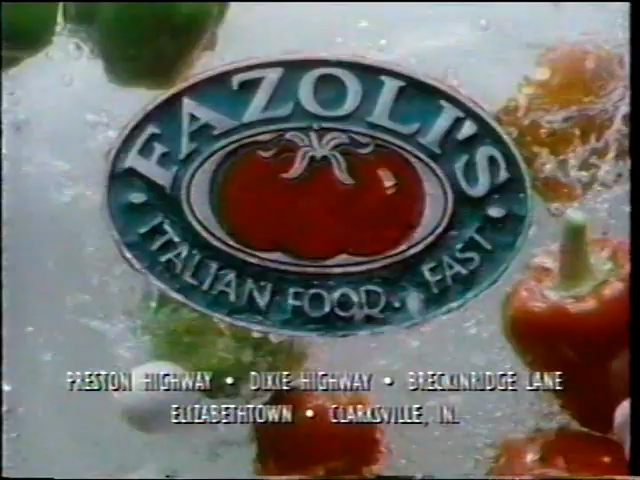 FAZOLI'S
ITALIAN FOOD · FAST
PRESTON HIGHWAY • DIXIE HIGHWAY • BRECKINRIDGE LANE
ELIZABETHTOWN • CLARKSVILLE, IN.